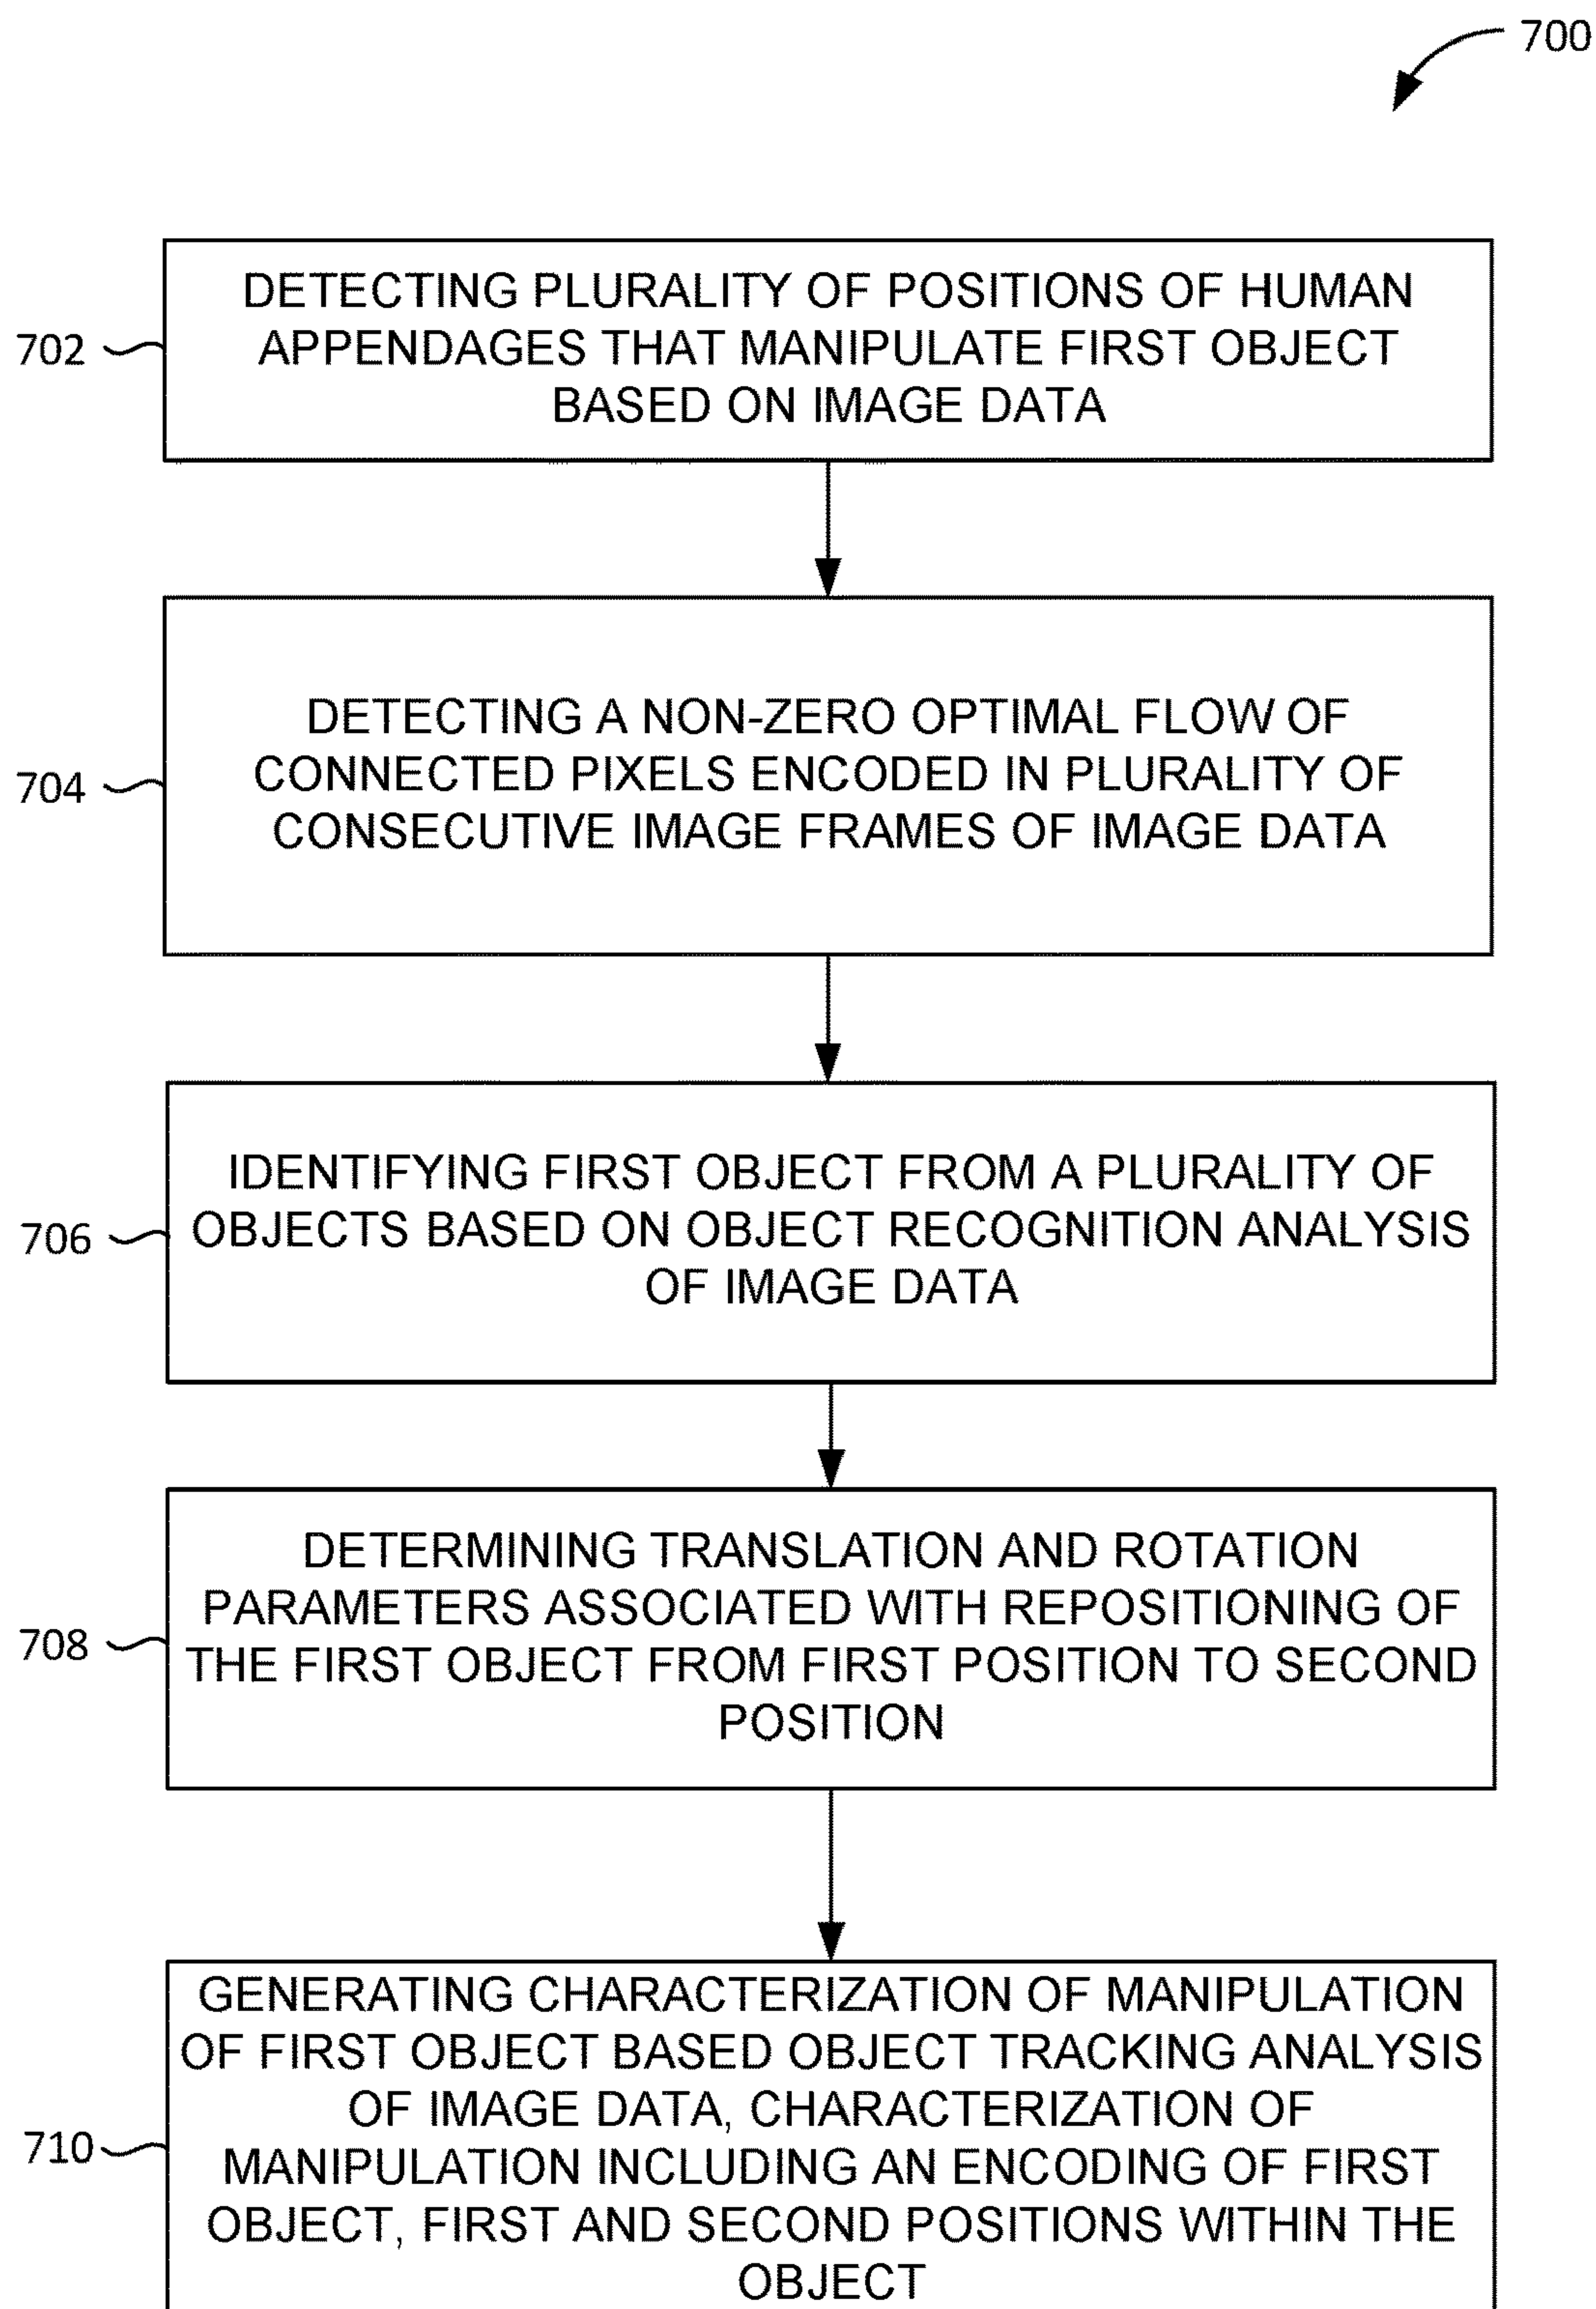 700
DETECTING PLURALITY OF POSITIONS OF HUMAN
APPENDAGES THAT MANIPULATE FIRST OBJECT
BASED ON IMAGE DATA
702
DETECTING A NON-ZERO OPTIMAL FLOW OF
CONNECTED PIXELS ENCODED IN PLURALITY OF
CONSECUTIVE IMAGE FRAMES OF IMAGE DATA
704
IDENTIFYING FIRST OBJECT FROM A PLURALITY OF
OBJECTS BASED ON OBJECT RECOGNITION ANALYSIS
OF IMAGE DATA
706
DETERMINING TRANSLATION AND ROTATION
PARAMETERS ASSOCIATED WITH REPOSITIONING OF
THE FIRST OBJECT FROM FIRST POSITION TO SECOND
POSITION
708
GENERATING CHARACTERIZATION OF MANIPULATION
OF FIRST OBJECT BASED OBJECT TRACKING ANALYSIS
OF IMAGE DATA, CHARACTERIZATION OF
MANIPULATION INCLUDING AN ENCODING OF FIRST
OBJECT, FIRST AND SECOND POSITIONS WITHIN THE
OBJECT
710